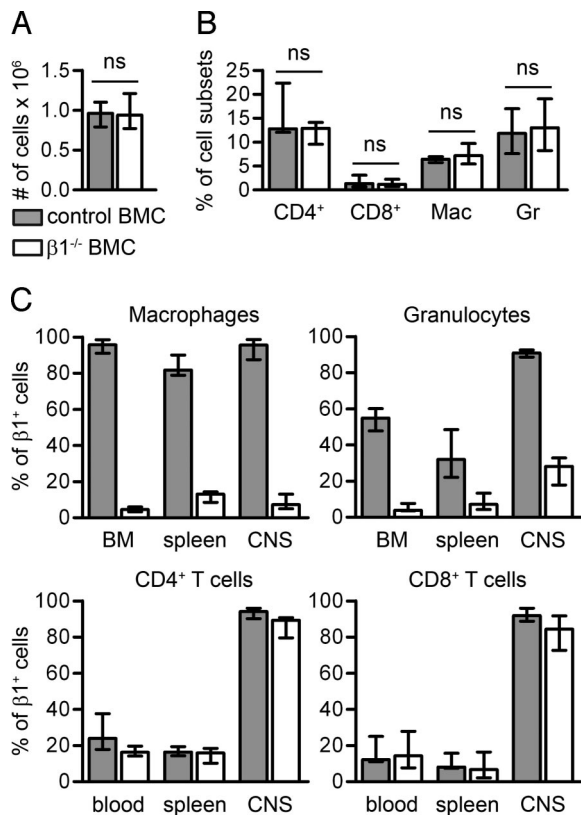 A
# of cells x 10⁶
1.5
1.0
0.5
0.0
ns
control BMC
β1⁻/⁻ BMC
B
% of cell subsets
25
20
15
10
5
0
ns
ns
ns
ns
CD4⁺ CD8⁺ Mac Gr
C
Macrophages
% of β1⁺ cells
100
80
60
40
20
0
BM spleen CNS
Granulocytes
100
80
60
40
20
0
BM spleen CNS
CD4⁺ T cells
% of β1⁺ cells
100
80
60
40
20
0
blood spleen CNS
CD8⁺ T cells
100
80
60
40
20
0
blood spleen CNS